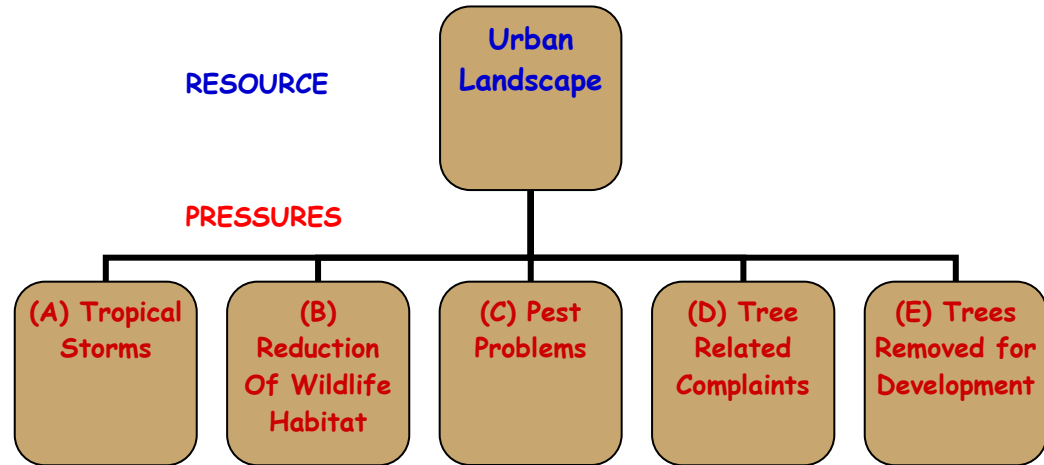 Urban
Landscape
RESOURCE
PRESSURES
(A) Tropical
Storms
(B)
Reduction
Of Wildlife
Habitat
(C) Pest
Problems
(D) Tree
Related
Complaints
(E) Trees
Removed for
Development